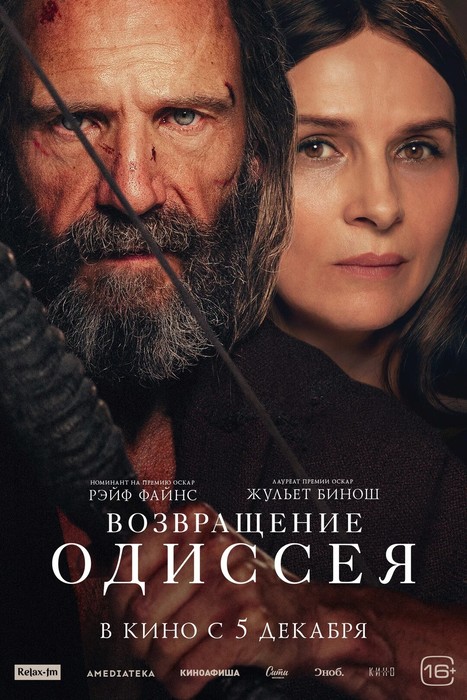 НОМИНАНТ НА ПРЕМИЮ ОСКАР
РЭЙФ ФАЙНС
ЛАУРЕАТ ПРЕМИИ ОСКАР
ЖУЛЬЕТ БИНОШ
ВОЗВРАЩЕНИЕ
ОДИССЕЯ
В КИНО С 5 ДЕКАБРЯ
Relax-fm
AMEDIATEKA
КИНОАФИША
Сити
Сноб.
КИНО
16+